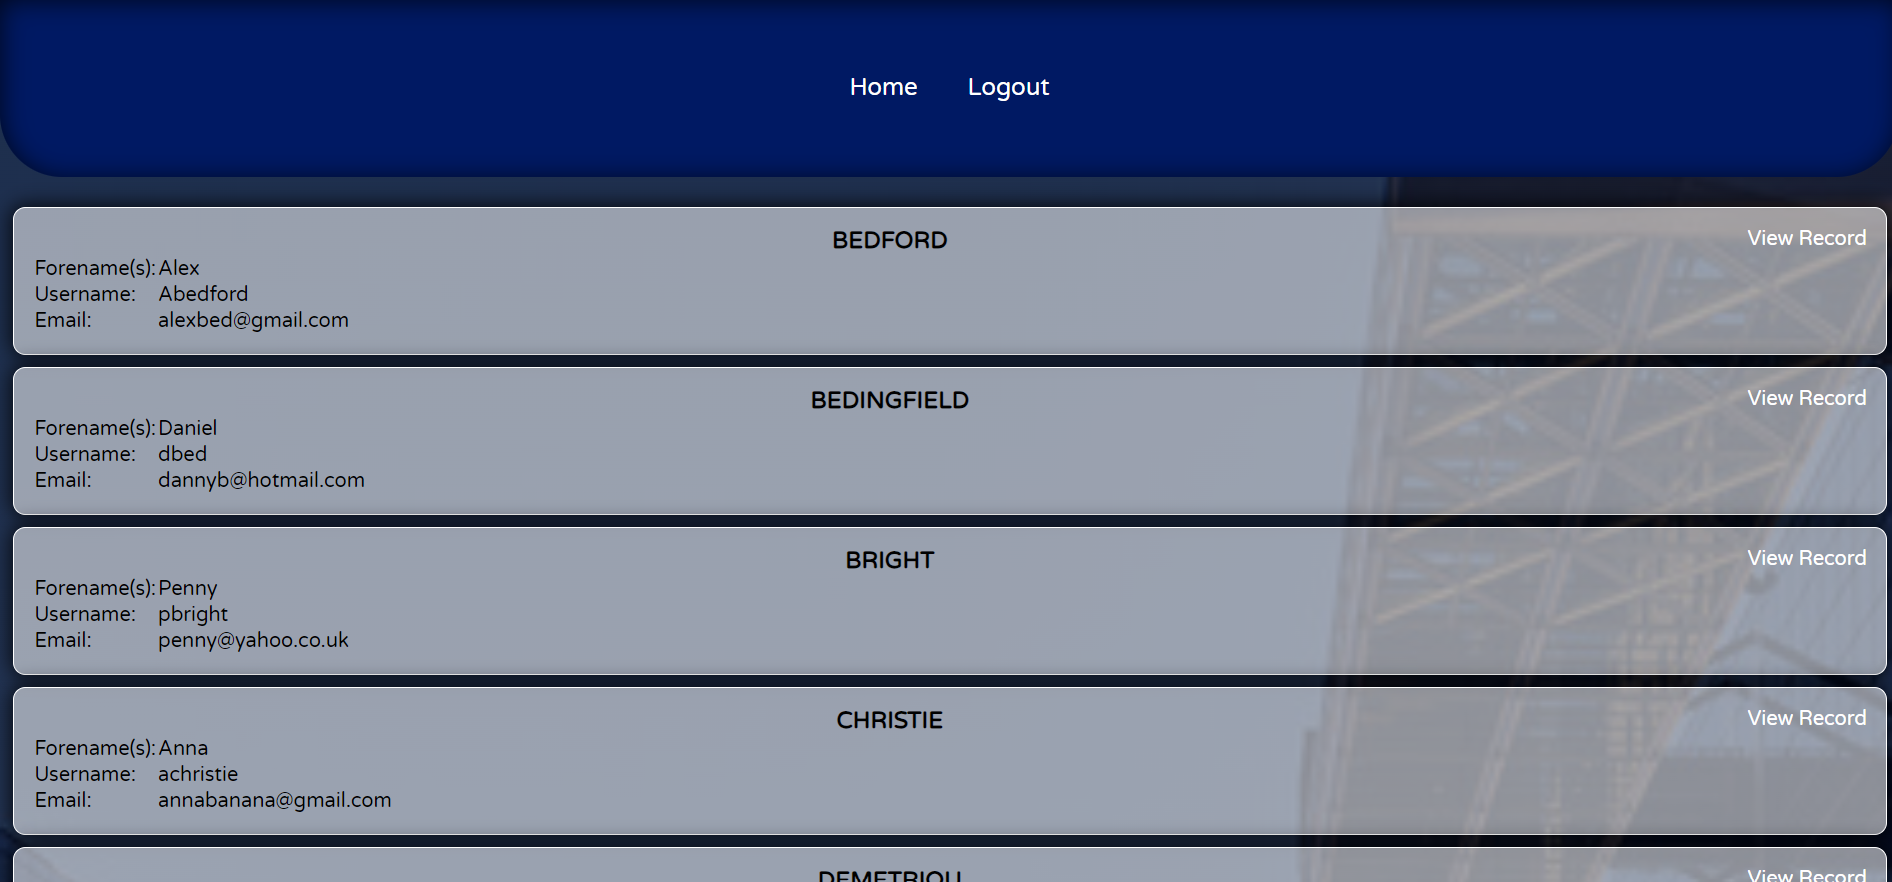 Home Logout
BEDFORD View Record
Forename(s): Alex
Username: Abedford
Email: alexbed@gmail.com
BEDINGFIELD View Record
Forename(s): Daniel
Username: dbed
Email: dannyb@hotmail.com
BRIGHT View Record
Forename(s): Penny
Username: pbright
Email: penny@yahoo.co.uk
CHRISTIE View Record
Forename(s): Anna
Username: achristie
Email: annabanana@gmail.com
DEMETRIOU View Record